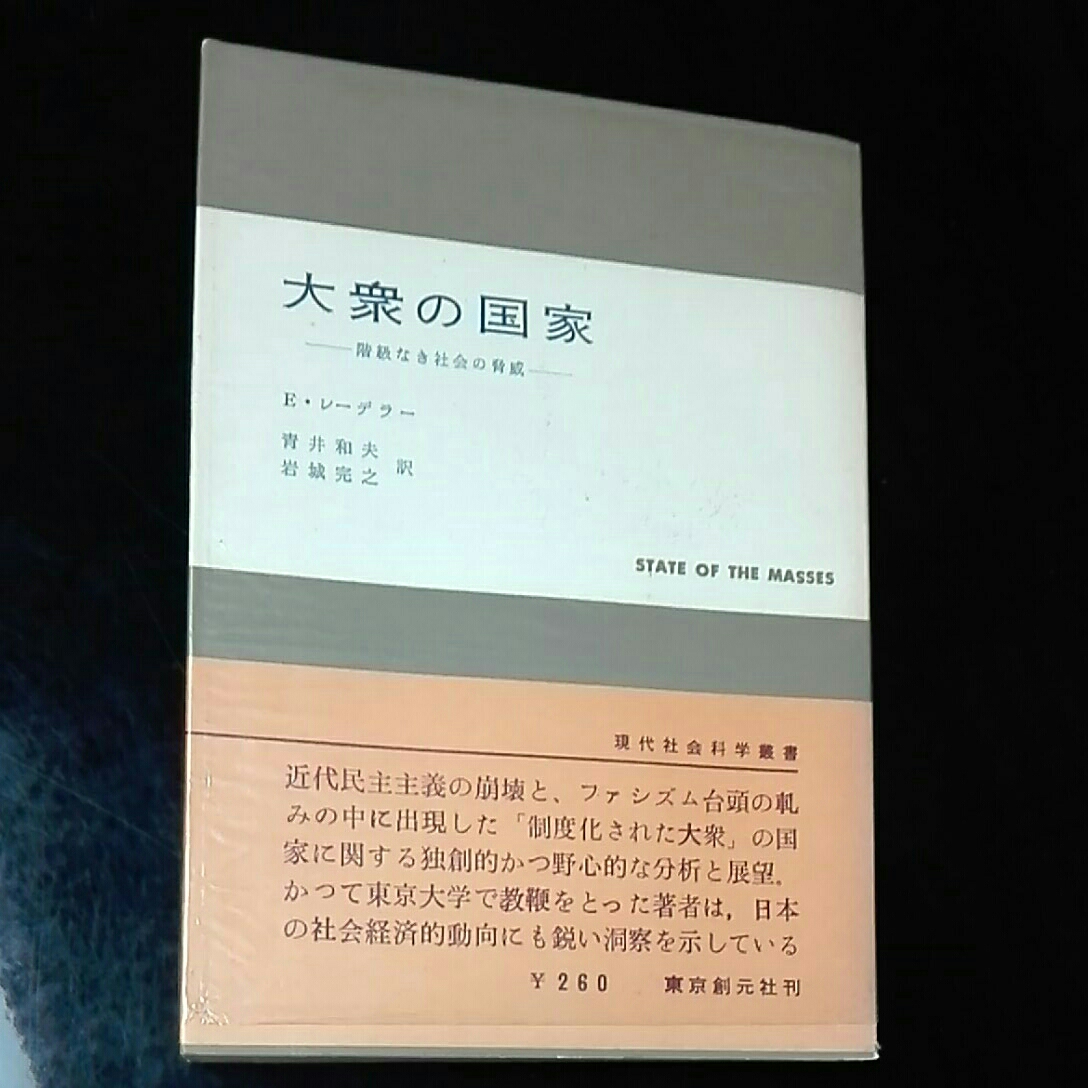 大衆の国家
——階級なき社会の脅威——
E・レーデラー
青井和夫
岩城完之 訳
STATE OF THE MASSES
現代社会科学叢書
近代民主主義の崩壊と、ファシズム台頭の軋
みの中に出現した「制度化された大衆」の国
家に関する独創的かつ野心的な分析と展望。
かつて東京大学で教鞭をとった著者は，日本
の社会経済的動向にも鋭い洞察を示している
¥260 東京創元社刊